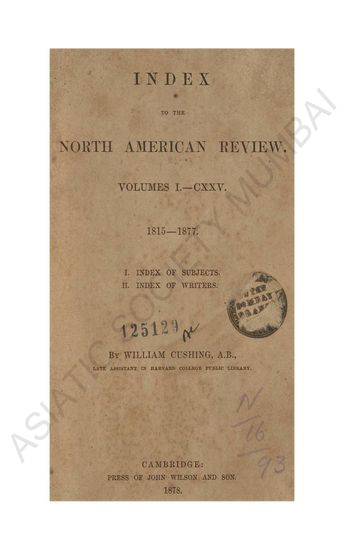 INDEX
TO THE
NORTH AMERICAN REVIEW.
VOLUMES I.—CXXV.
1815—1877.
I. INDEX OF SUBJECTS.
II. INDEX OF WRITERS.
BOMBAY
125129
BY WILLIAM CUSHING, A.B.,
LATE ASSISTANT IN HARVARD COLLEGE PUBLIC LIBRARY.
N
16
93
CAMBRIDGE:
PRESS OF JOHN WILSON AND SON.
1878.
ASIATIC SOCIETY MUMBAI